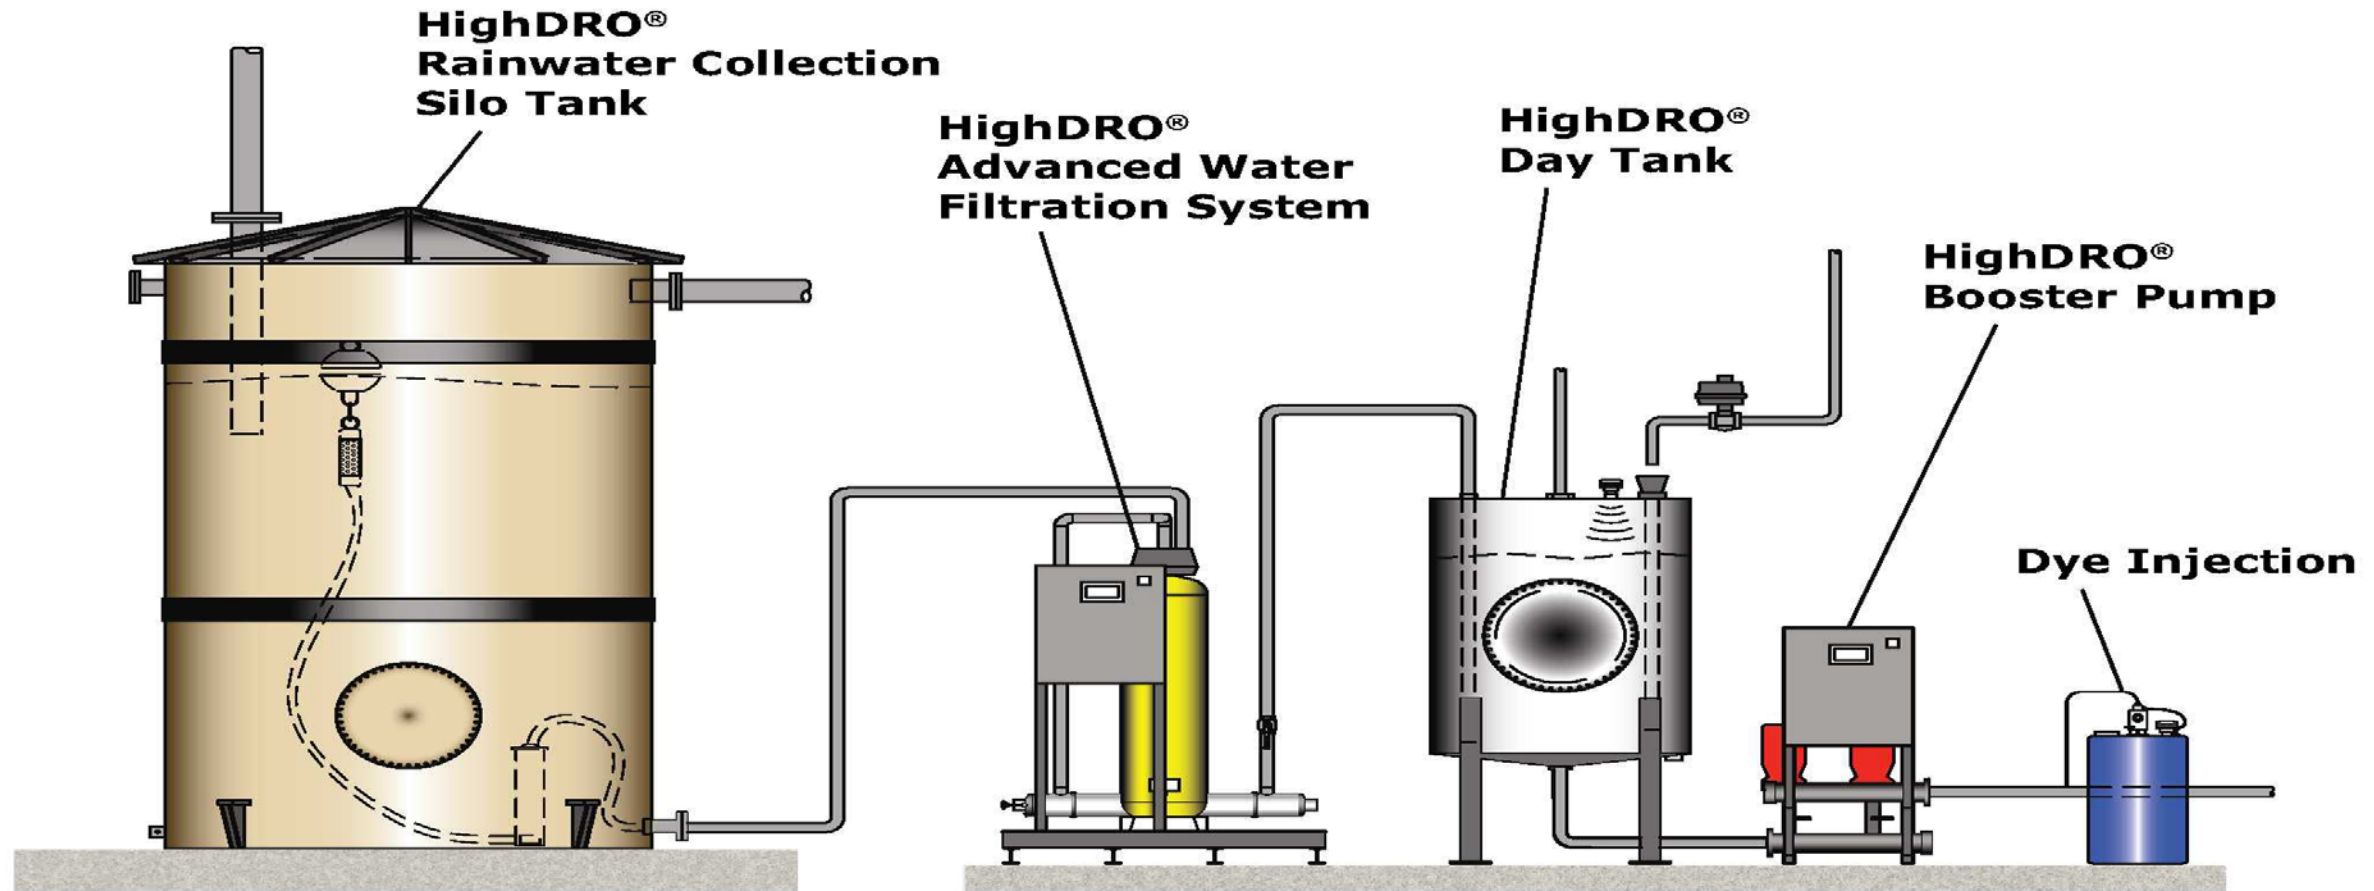 HighDRO®
Rainwater Collection
Silo Tank
HighDRO®
Advanced Water
Filtration System
HighDRO®
Day Tank
HighDRO®
Booster Pump
Dye Injection